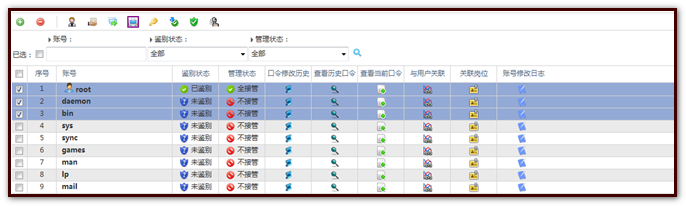 账号： 鉴别状态： 管理状态：
已选： 全部 全部
序号 账号 鉴别状态 管理状态 口令修改历史 查看历史口令 查看当前口令 与用户关联 关联岗位 账号修改日志
1 root 已鉴别 全接管
2 daemon 未鉴别 不接管
3 bin 未鉴别 不接管
4 sys 未鉴别 不接管
5 sync 未鉴别 不接管
6 games 未鉴别 不接管
7 man 未鉴别 不接管
8 lp 未鉴别 不接管
9 mail 未鉴别 不接管